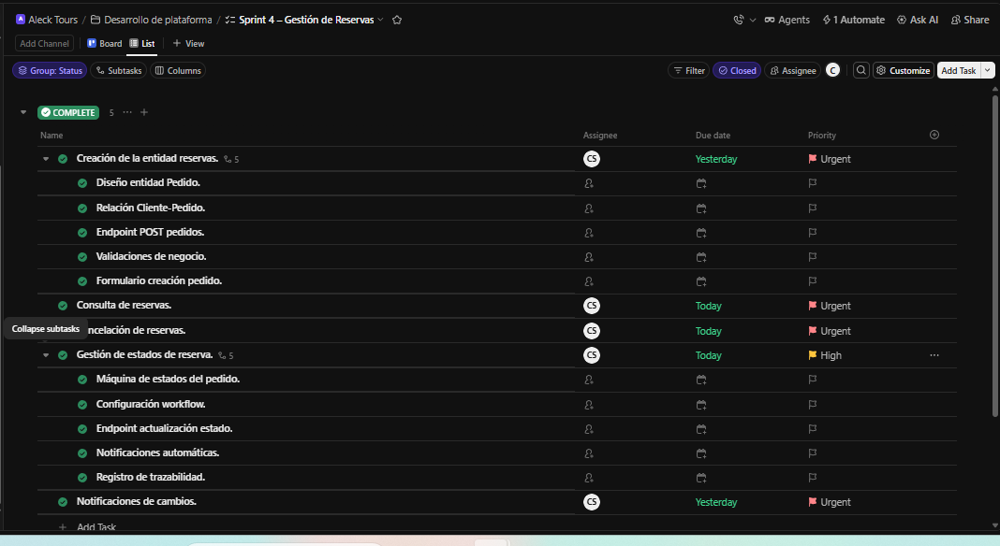 Aleck Tours / Desarrollo de plataforma / Sprint 4 – Gestión de Reservas
Agents 1 Automate Ask AI Share
Add Channel Board List + View
Group: Status Subtasks Columns
Filter Closed Assignee C Customize Add Task
COMPLETE 5 ... +
Name Assignee Due date Priority
Creación de la entidad reservas. 5 CS Yesterday Urgent
Diseño entidad Pedido.
Relación Cliente-Pedido.
Endpoint POST pedidos.
Validaciones de negocio.
Formulario creación pedido.
Consulta de reservas. CS Today Urgent
Collapse subtasks
ncelación de reservas. CS Today Urgent
Gestión de estados de reserva. 5 CS Today High ...
Máquina de estados del pedido.
Configuración workflow.
Endpoint actualización estado.
Notificaciones automáticas.
Registro de trazabilidad.
Notificaciones de cambios. CS Yesterday Urgent
+ Add Task